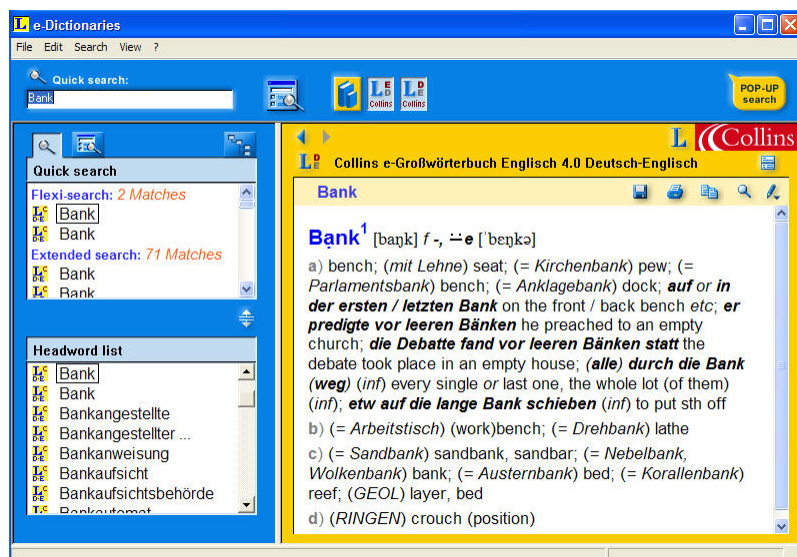 e-Dictionaries
File Edit Search View ?
Quick search:
Bank
Collins Collins
POP-UP
search
Quick search
Flexi-search: 2 Matches
Bank
Bank
Extended search: 71 Matches
Bank
Bank
Headword list
Bank
Bank
Bankangestellte
Bankangestellter ...
Bankanweisung
Bankaufsicht
Bankaufsichtsbehörde
Bankautomat
L Collins
Collins e-Großwörterbuch Englisch 4.0 Deutsch-Englisch
Bank
Bạnk¹ [baŋk] f -, ⸚e ['bɛŋkə]
a) bench; (mit Lehne) seat; (= Kirchenbank) pew; (=
Parlamentsbank) bench; (= Anklagebank) dock; auf or in
der ersten / letzten Bank on the front / back bench etc; er
predigte vor leeren Bänken he preached to an empty
church; die Debatte fand vor leeren Bänken statt the
debate took place in an empty house; (alle) durch die Bank
(weg) (inf) every single or last one, the whole lot (of them)
(inf); etw auf die lange Bank schieben (inf) to put sth off
b) (= Arbeitstisch) (work)bench; (= Drehbank) lathe
c) (= Sandbank) sandbank, sandbar; (= Nebelbank,
Wolkenbank) bank; (= Austernbank) bed; (= Korallenbank)
reef; (GEOL) layer, bed
d) (RINGEN) crouch (position)